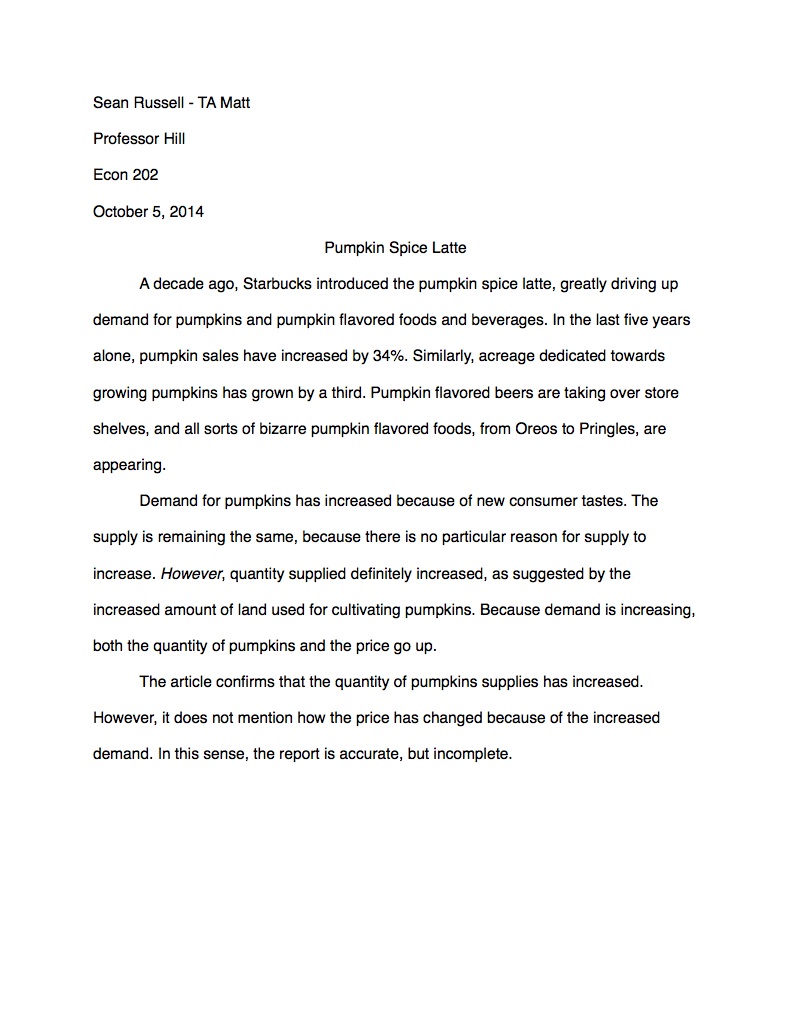 Sean Russell - TA Matt
Professor Hill
Econ 202
October 5, 2014
Pumpkin Spice Latte
A decade ago, Starbucks introduced the pumpkin spice latte, greatly driving up
demand for pumpkins and pumpkin flavored foods and beverages. In the last five years
alone, pumpkin sales have increased by 34%. Similarly, acreage dedicated towards
growing pumpkins has grown by a third. Pumpkin flavored beers are taking over store
shelves, and all sorts of bizarre pumpkin flavored foods, from Oreos to Pringles, are
appearing.
Demand for pumpkins has increased because of new consumer tastes. The
supply is remaining the same, because there is no particular reason for supply to
increase. However, quantity supplied definitely increased, as suggested by the
increased amount of land used for cultivating pumpkins. Because demand is increasing,
both the quantity of pumpkins and the price go up.
The article confirms that the quantity of pumpkins supplies has increased.
However, it does not mention how the price has changed because of the increased
demand. In this sense, the report is accurate, but incomplete.